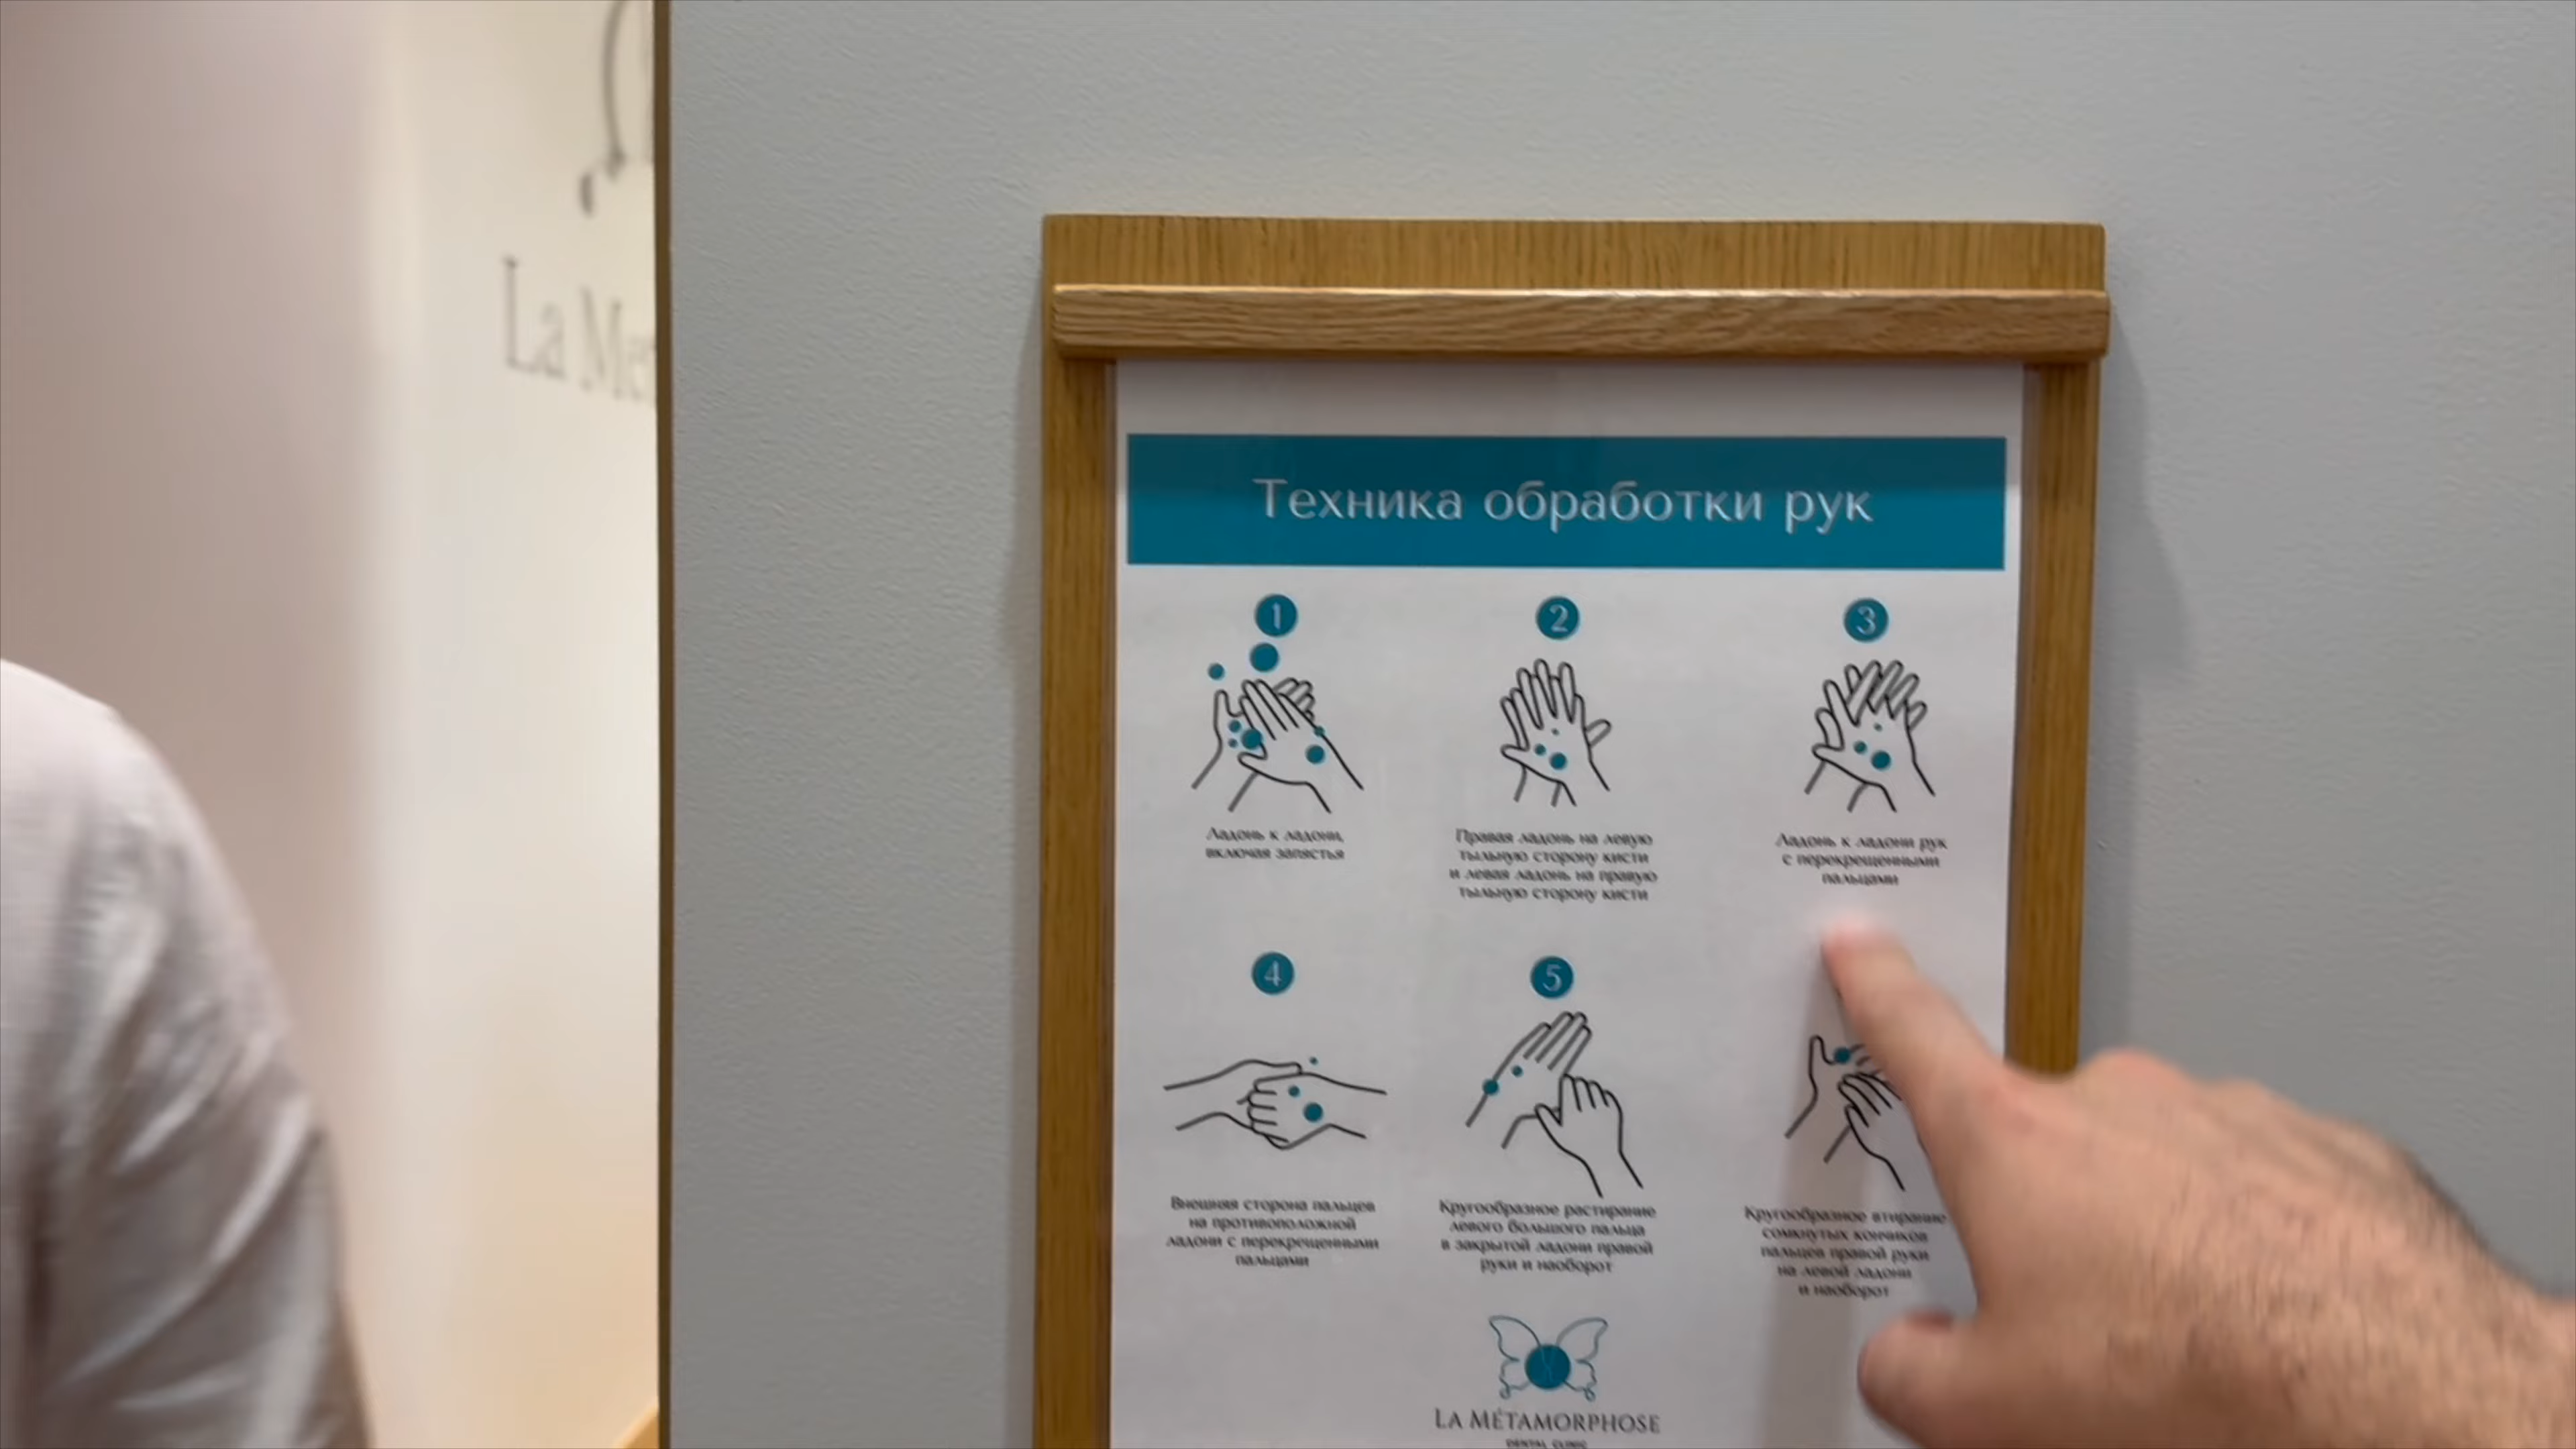 La Me
Техника обработки рук
1
2
3
Ладонь к ладони,
включая запястья
Правая ладонь на левую
тыльную сторону кисти
и левая ладонь на правую
тыльную сторону кисти
Ладонь к ладони рук
с перекрещенными
пальцами
4
5
Внешняя сторона пальцев
на противоположной
ладони с перекрещенными
пальцами
Кругообразное растирание
левого большого пальца
в закрытой ладони правой
руки и наоборот
Кругообразное втирание
сомкнутых кончиков
пальцев правой руки
на левой ладони
и наоборот
LA MÉTAMORPHOSE
DENTAL CLINIC